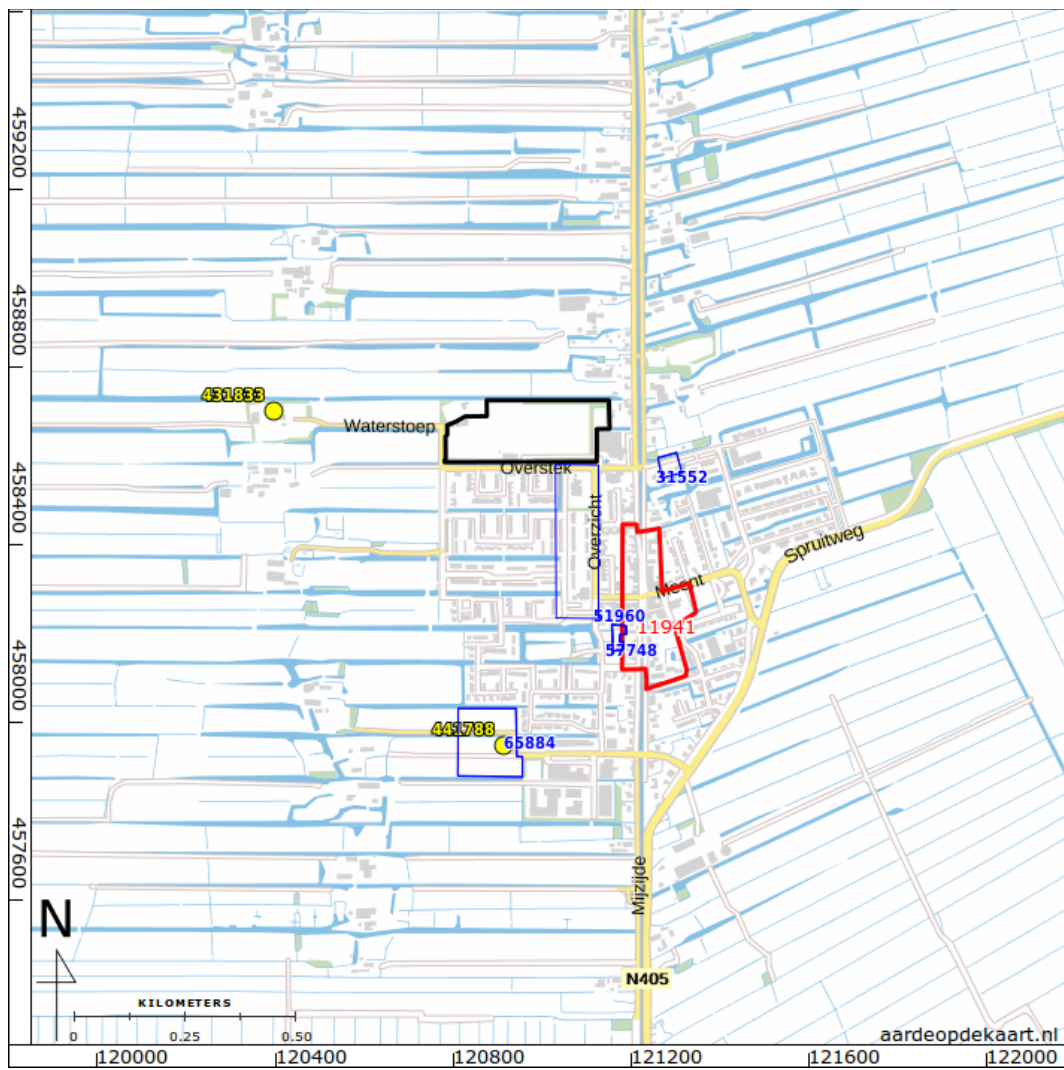 459200
458800
431833
Waterstoep
Overstek
31552
458400
Overzicht
Spruitweg
Meent
51960
11941
57748
458000
441788
65884
457600
Mijzijde
N
N405
KILOMETERS
0
0.25
0.50
aardeopdekaart.nl
120000
120400
120800
121200
121600
122000